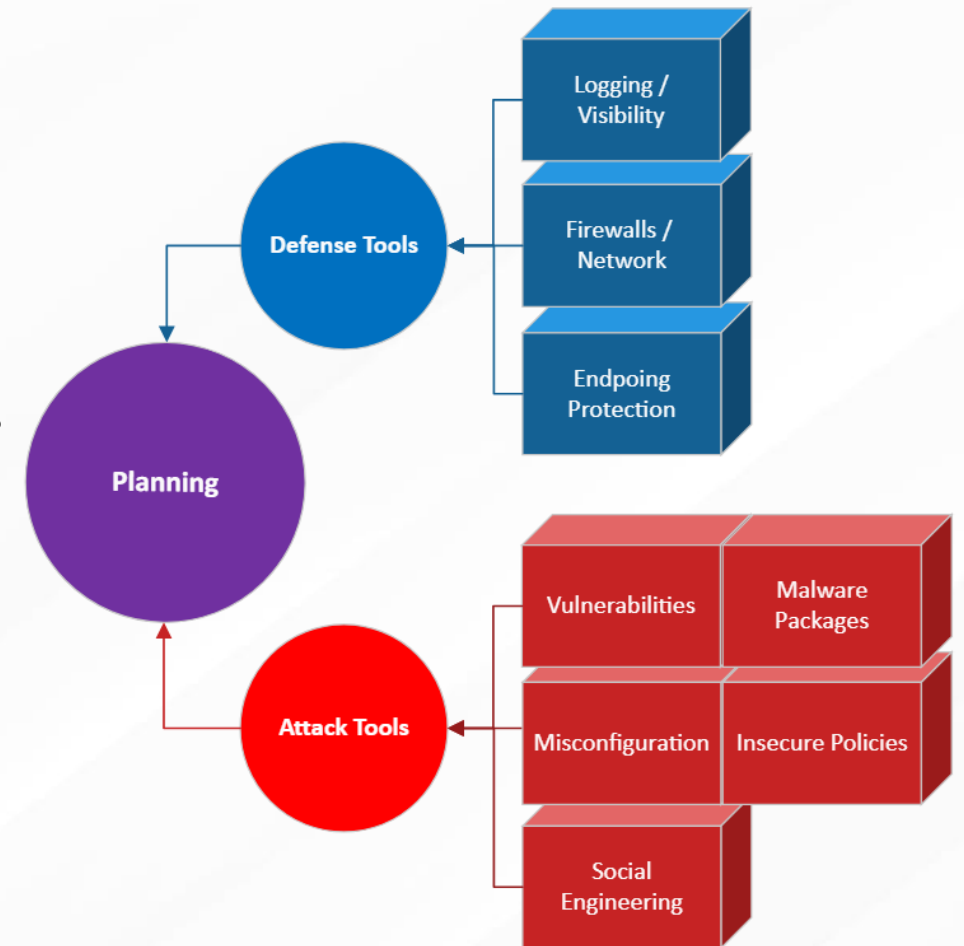 Logging /
Visibility
Defense Tools
Firewalls /
Network
Endpoing
Protection
Planning
Vulnerabilities
Malware
Packages
Attack Tools
Misconfiguration
Insecure Policies
Social
Engineering